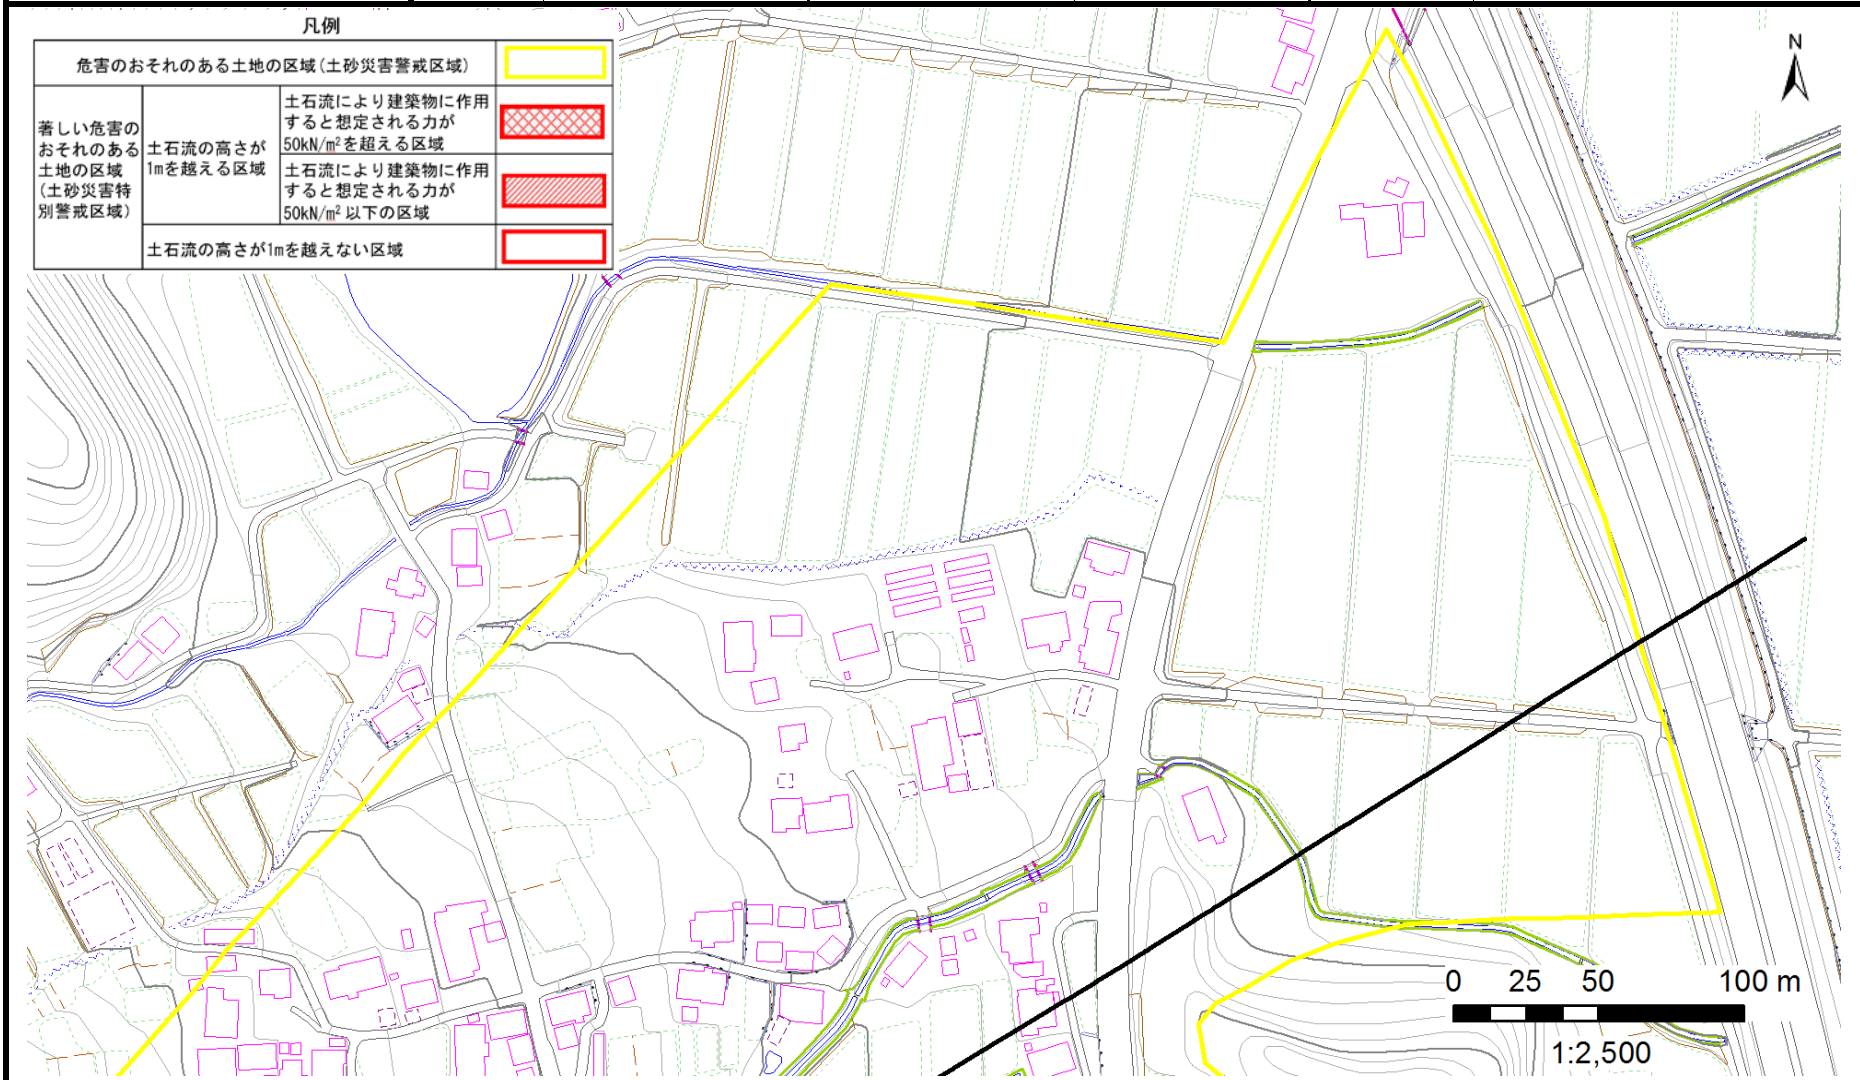 凡例
危害のおそれのある土地の区域(土砂災害警戒区域)
著しい危害の
おそれのある
土地の区域
(土砂災害特
別警戒区域)
土石流の高さが
1mを越える区域
土石流により建築物に作用
すると想定される力が
50kN/m²を超える区域
土石流により建築物に作用
すると想定される力が
50kN/m² 以下の区域
土石流の高さが1mを越えない区域
N
0 25 50 100 m
1:2,500